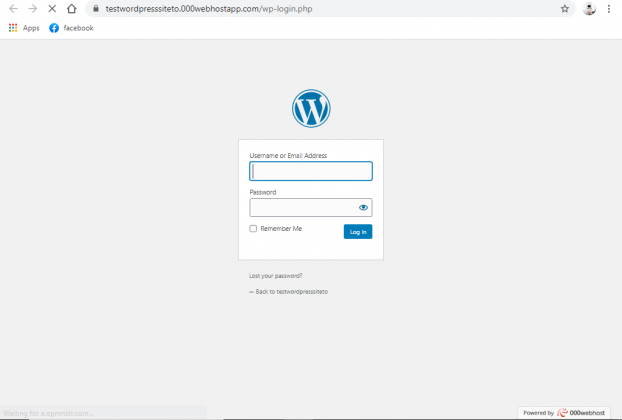 testwordpresssiteto.000webhostapp.com/wp-login.php
Apps facebook
Username or Email Address
Password
Remember Me Log In
Lost your password?
← Back to testwordpresssiteto
Waiting for a.opmnstr.com...
Powered by 000webhost